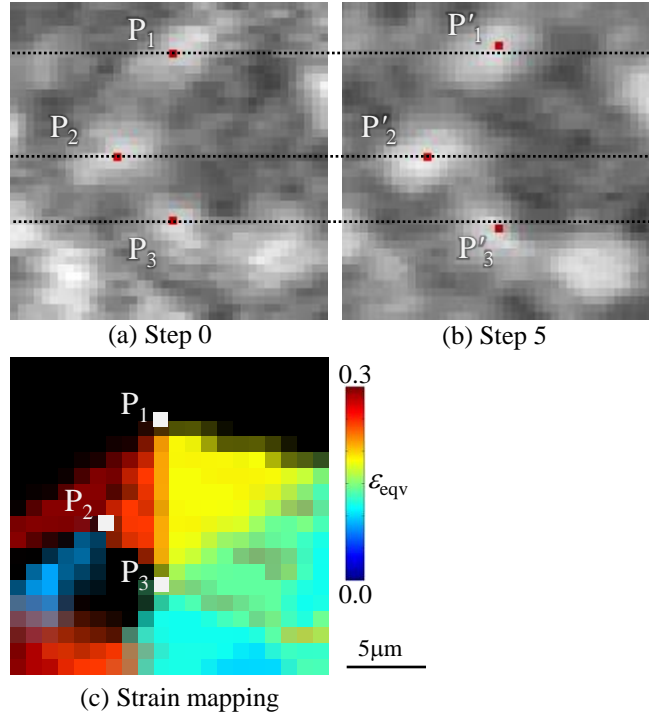 P₁ P′₁
P₂ P′₂
P₃ P′₃
(a) Step 0 (b) Step 5
0.3
P₁
ε_eqv
P₂
P₃
0.0
5μm
(c) Strain mapping